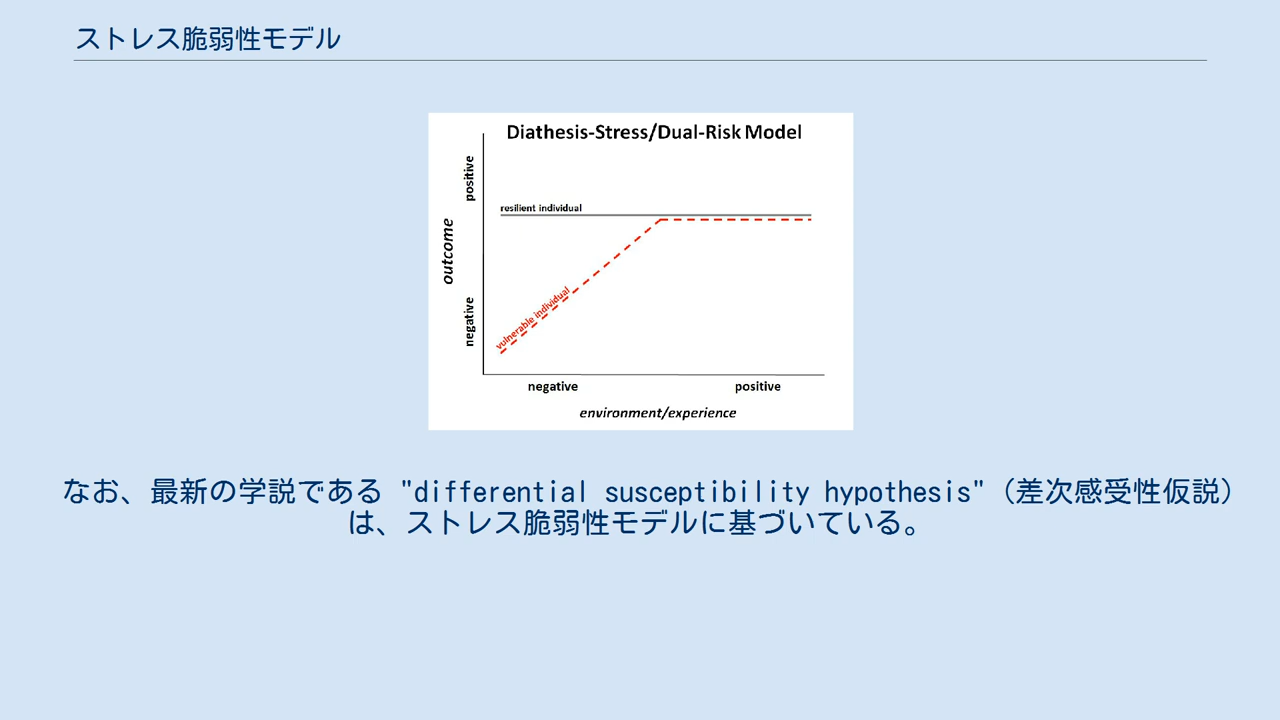 ストレス脆弱性モデル
Diathesis-Stress/Dual-Risk Model
positive
resilient individual
outcome
vulnerable individual
negative
negative
positive
environment/experience
なお、最新の学説である "differential susceptibility hypothesis"（差次感受性仮説）
は、ストレス脆弱性モデルに基づいている。